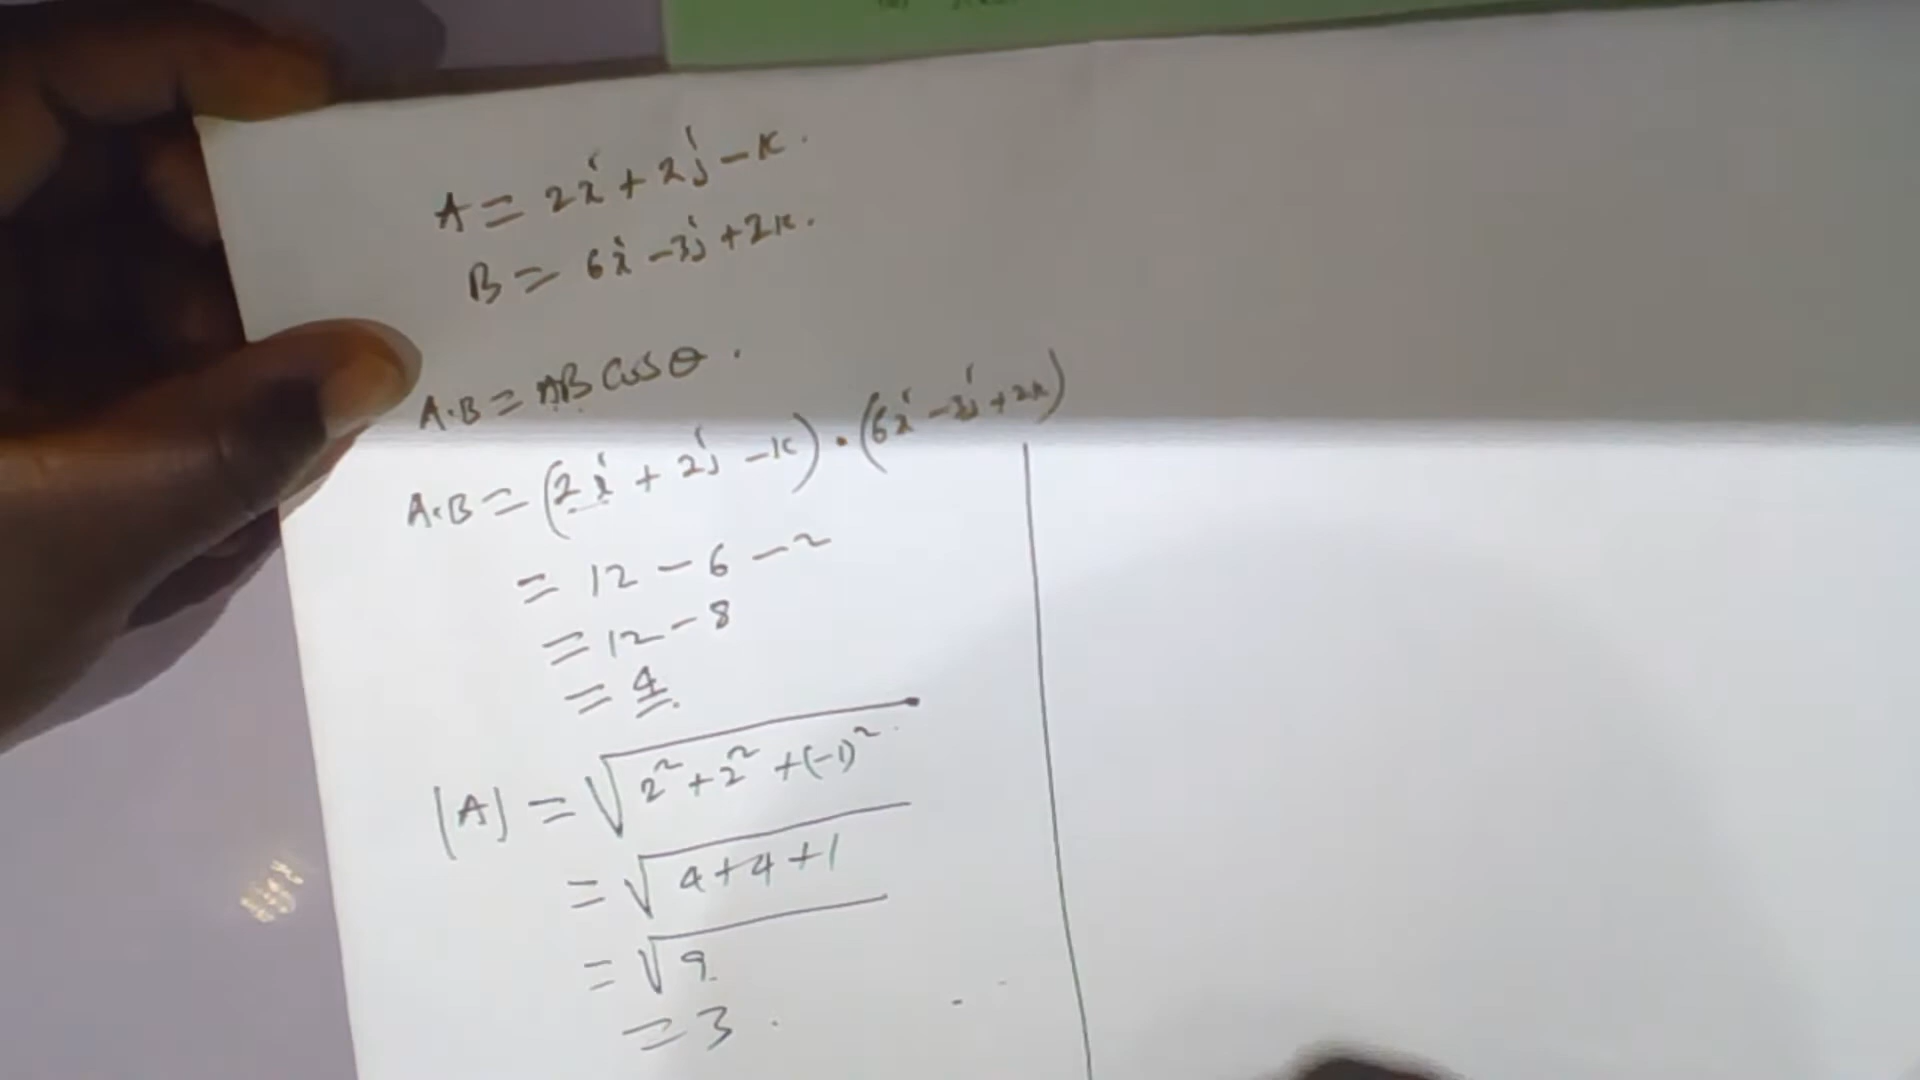 A = 2i + 2j - k.
B = 6i - 3j + 2k.
A.B = AB Cos θ.
A.B = (2i + 2j - k) . (6i - 3j + 2k)
= 12 - 6 - 2
= 12 - 8
= 4.
|A| = √2² + 2² + (-1)²
= √4 + 4 + 1
= √9
= 3.